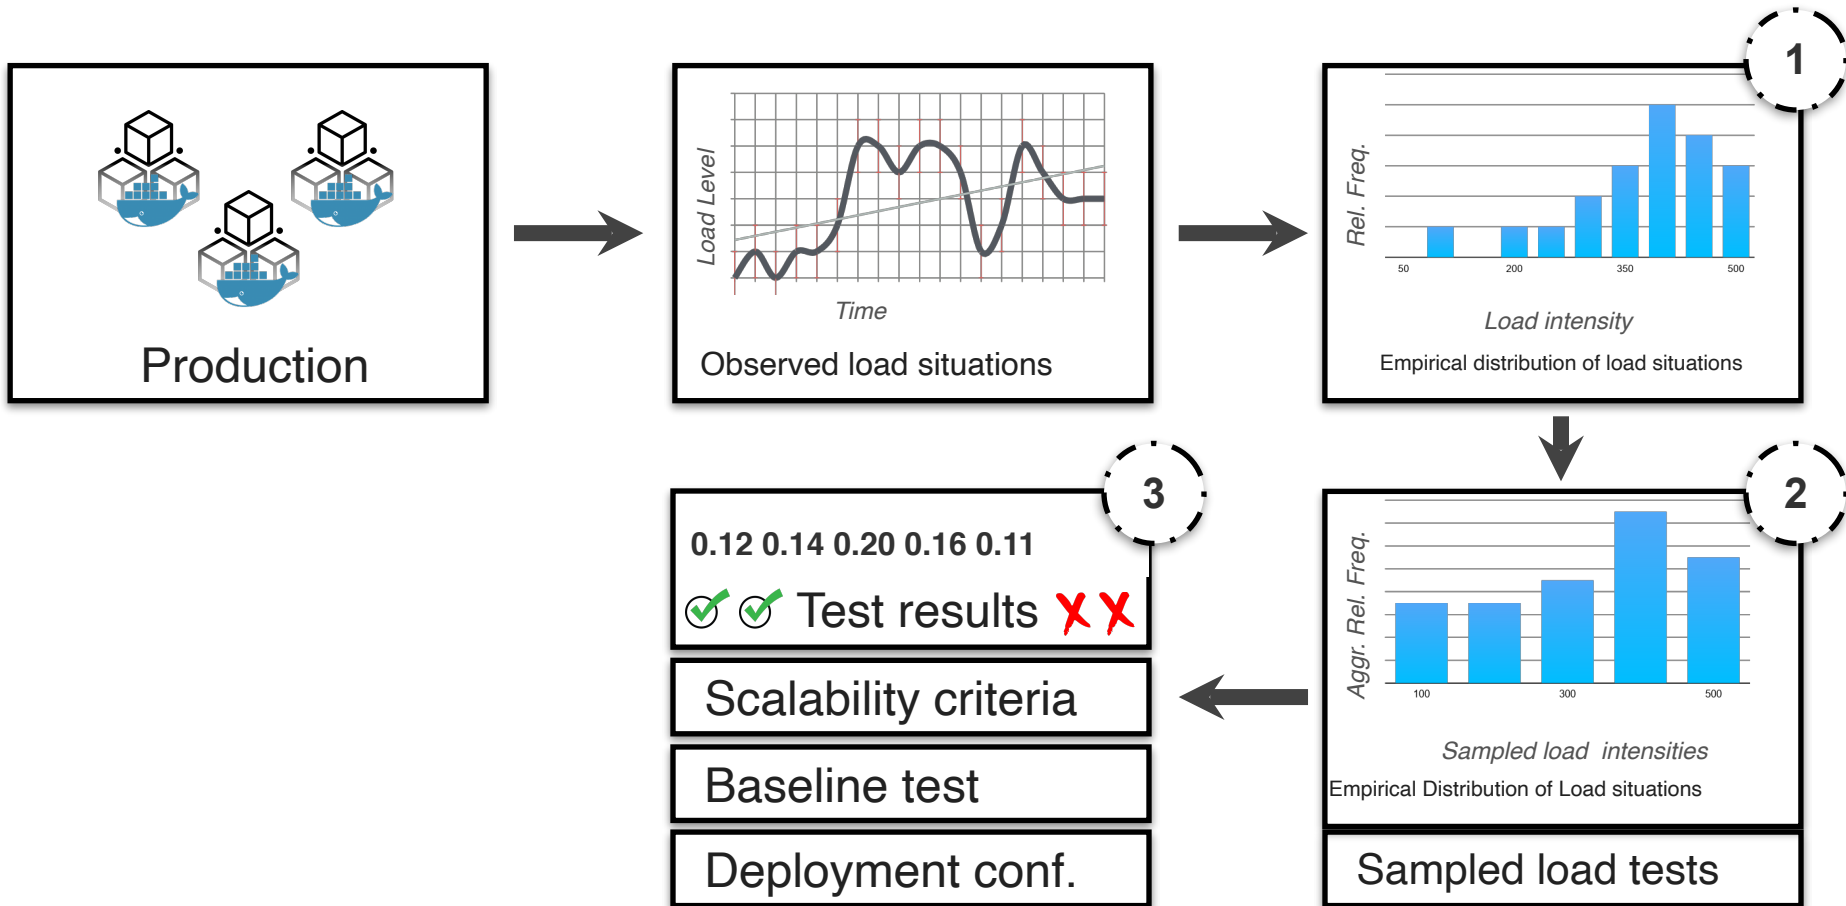 Production
Load Level
Time
Observed load situations
1
Rel. Freq.
50 200 350 500
Load intensity
Empirical distribution of load situations
2
Aggr. Rel. Freq.
100 300 500
Sampled load intensities
Empirical Distribution of Load situations
Sampled load tests
3
0.12 0.14 0.20 0.16 0.11
Test results
Scalability criteria
Baseline test
Deployment conf.